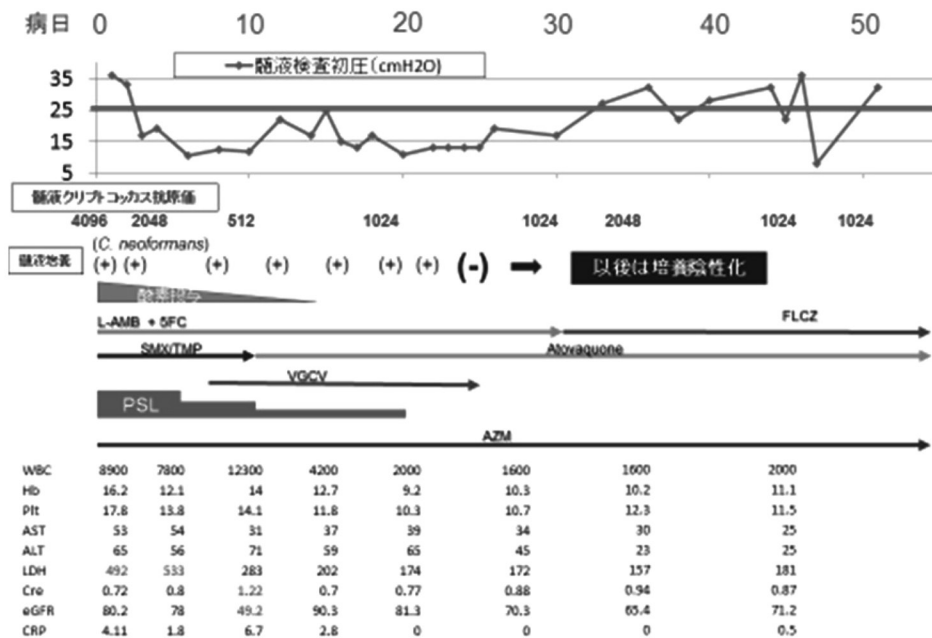 病日 0 10 20 30 40 50
髄液検査初圧(cmH2O)
35
25
15
5
髄液クリプトコッカス抗原価
4096 2048 512 1024 1024 2048 1024 1024
(C. neoformans)
髄液培養 (+) (+) (+) (+) (+) (+) (+) (-) 以後は培養陰性化
酸素投与
L-AMB + 5FC FLCZ
SMX/TMP Atovaquone
VGCV
PSL
AZM
WBC 8900 7800 12300 4200 2000 1600 1600 2000
Hb 16.2 12.1 14 12.7 9.2 10.3 10.2 11.1
Plt 17.8 13.8 14.1 11.8 10.3 10.7 12.3 11.5
AST 53 54 31 37 39 34 30 25
ALT 65 56 71 59 65 45 23 25
LDH 492 533 283 202 174 172 157 181
Cre 0.72 0.8 1.22 0.7 0.77 0.88 0.94 0.87
eGFR 80.2 78 49.2 90.3 81.3 70.3 65.4 71.2
CRP 4.11 1.8 6.7 2.8 0 0 0 0.5